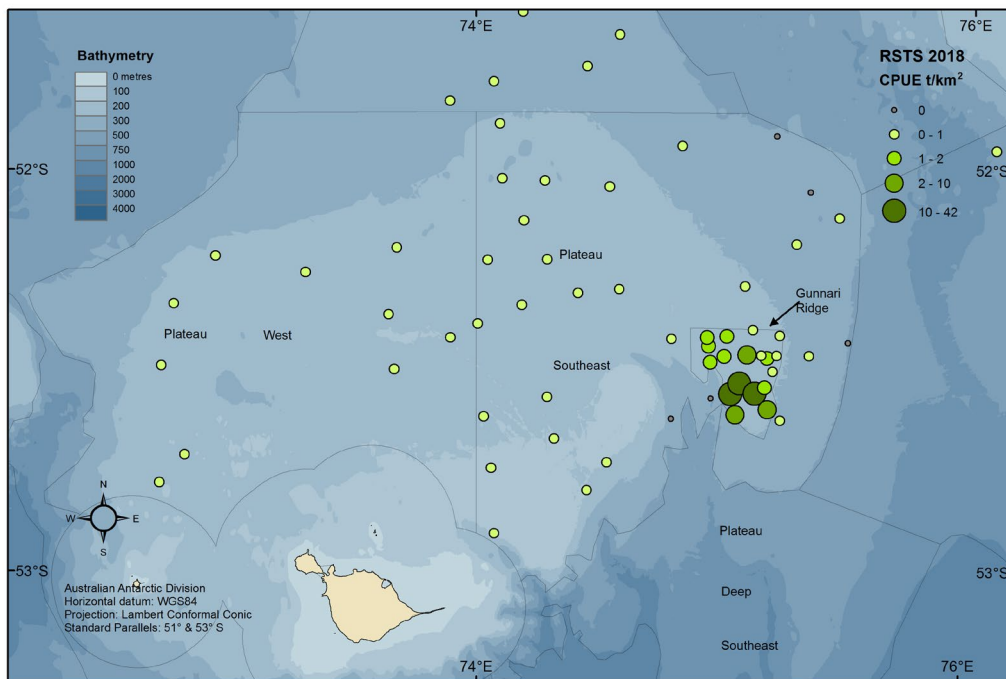 74°E
76°E
Bathymetry
0 metres
100
200
300
500
750
1000
2000
3000
4000
RSTS 2018
CPUE t/km²
0
0 - 1
1 - 2
2 - 10
10 - 42
52°S
52°S
Plateau
Gunnari
Ridge
Plateau
West
Southeast
N
W
E
S
Plateau
Deep
Southeast
53°S
53°S
Australian Antarctic Division
Horizontal datum: WGS84
Projection: Lambert Conformal Conic
Standard Parallels: 51° & 53° S
74°E
76°E